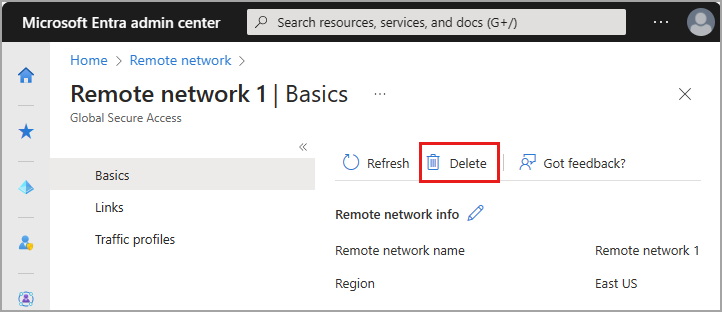 Microsoft Entra admin center
Search resources, services, and docs (G+/)
Home > Remote network >
Remote network 1 | Basics
Global Secure Access
Basics
Links
Traffic profiles
Refresh
Delete
Got feedback?
Remote network info
Remote network name Remote network 1
Region East US